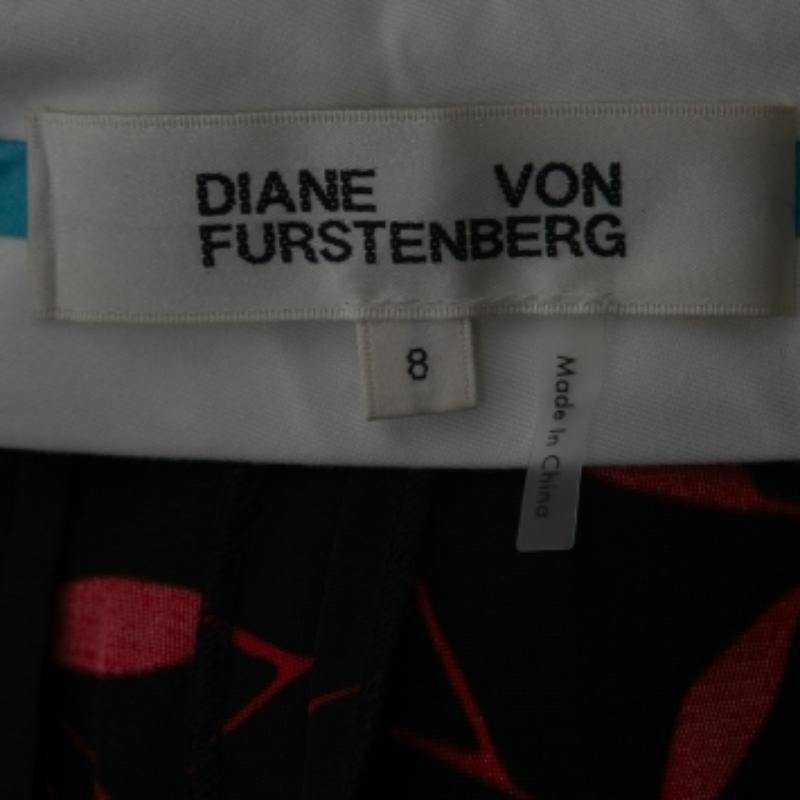 DIANE VON
FURSTENBERG
8
Made In China